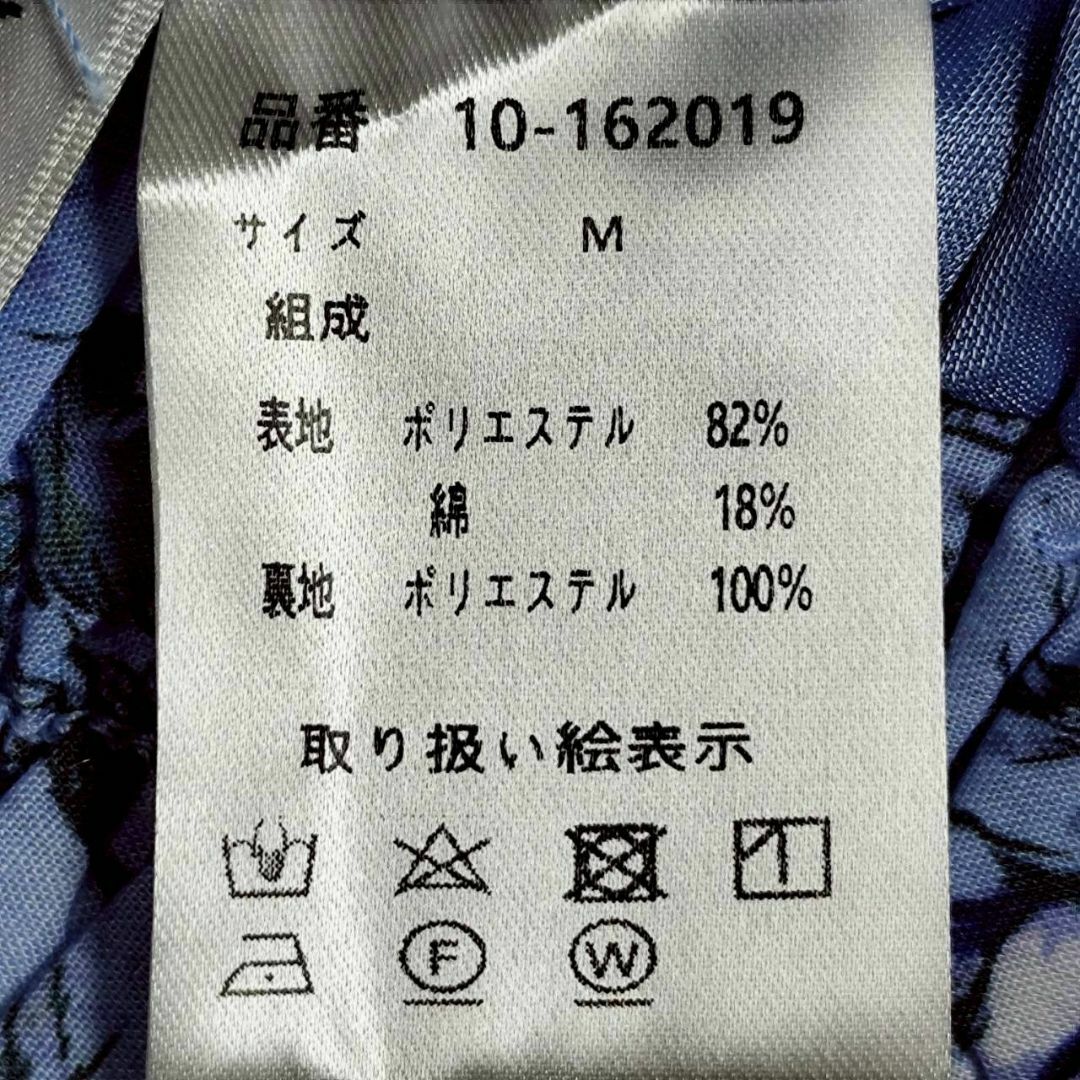 品番 10-162019
サイズ M
組成
表地 ポリエステル 82%
綿 18%
裏地 ポリエステル 100%
取り扱い絵表示
F W